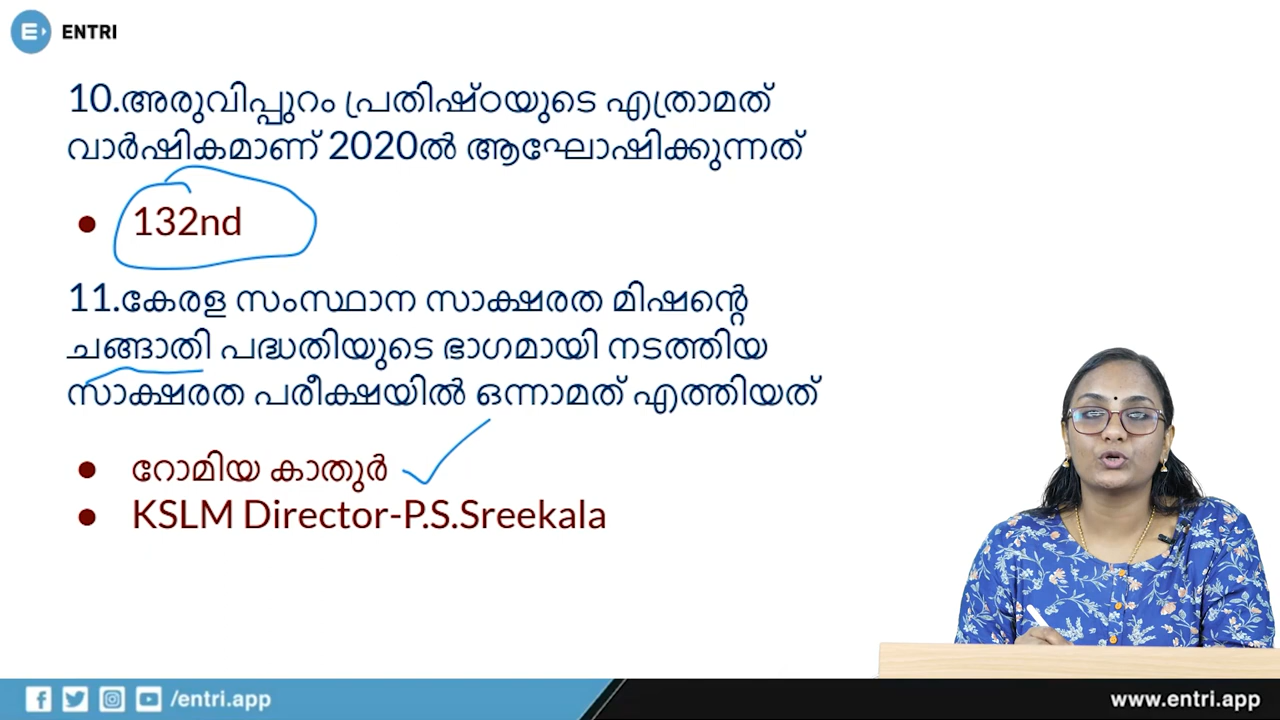 ENTRI
10.അരുവിപ്പുറം പ്രതിഷ്ഠയുടെ എത്രാമത്
വാർഷികമാണ് 2020ൽ ആഘോഷിക്കുന്നത്
● 132nd
11.കേരള സംസ്ഥാന സാക്ഷരത മിഷന്റെ
ചങ്ങാതി പദ്ധതിയുടെ ഭാഗമായി നടത്തിയ
സാക്ഷരത പരീക്ഷയിൽ ഒന്നാമത് എത്തിയത്
● റോമിയ കാതുർ
● KSLM Director-P.S.Sreekala
/entri.app
www.entri.app